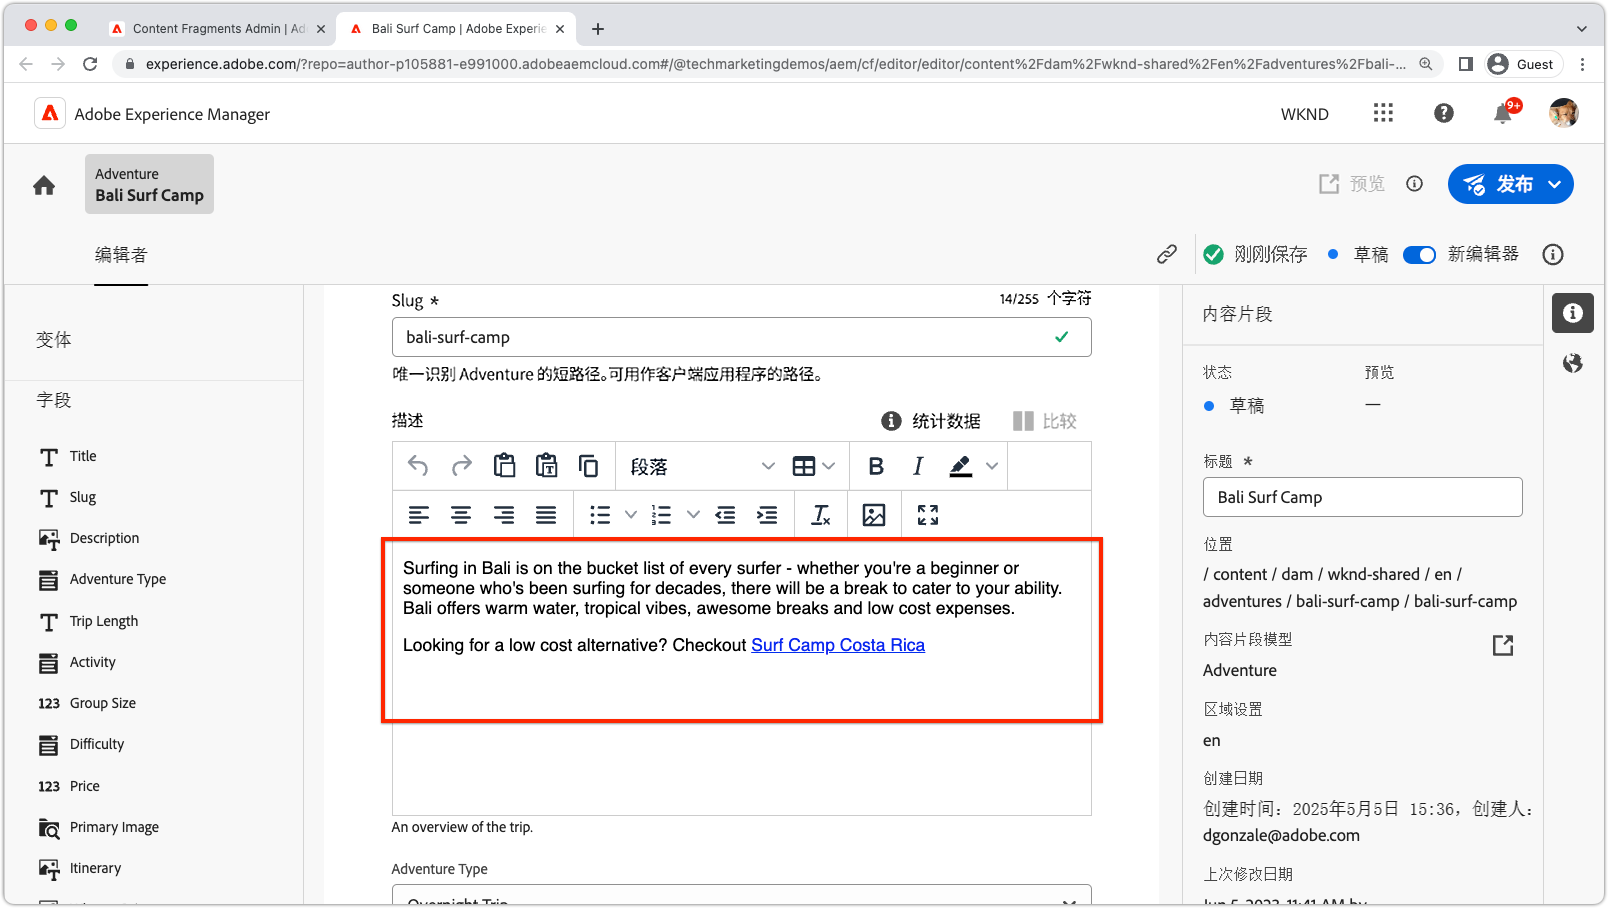 Content Fragments Admin | Ad
Bali Surf Camp | Adobe Experie
experience.adobe.com/?repo=author-p105881-e991000.adobeaemcloud.com#/@techmarketingdemos/aem/cf/editor/editor/content%2Fdam%2Fwknd-shared%2Fen%2Fadventures%2Fbali-...
Guest
Adobe Experience Manager
WKND
9+
Adventure
Bali Surf Camp
预览
发布
编辑者
刚刚保存
草稿
新编辑器
变体
字段
Title
Slug
Description
Adventure Type
Trip Length
Activity
123 Group Size
Difficulty
123 Price
Primary Image
Itinerary
Slug *
14/255 个字符
bali-surf-camp
唯一识别 Adventure 的短路径。可用作客户端应用程序的路径。
描述
统计数据
比较
段落
Surfing in Bali is on the bucket list of every surfer - whether you're a beginner or
someone who's been surfing for decades, there will be a break to cater to your ability.
Bali offers warm water, tropical vibes, awesome breaks and low cost expenses.
Looking for a low cost alternative? Checkout Surf Camp Costa Rica
An overview of the trip.
Adventure Type
Overnight Trip
内容片段
状态
预览
草稿
—
标题 *
Bali Surf Camp
位置
/ content / dam / wknd-shared / en /
adventures / bali-surf-camp / bali-surf-camp
内容片段模型
Adventure
区域设置
en
创建日期
创建时间：2025年5月5日 15:36，创建人：
dgonzale@adobe.com
上次修改日期
Jun 5, 2023, 11:41 AM by